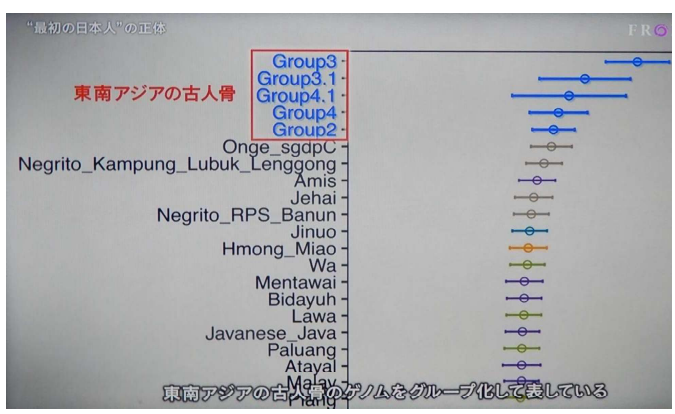 “最初の日本人”の正体
FRO
Group3
Group3.1
東南アジアの古人骨
Group4.1
Group4
Group2
Onge_sgdpC
Negrito_Kampung_Lubuk_Lenggong
Amis
Jehai
Negrito_RPS_Banun
Jinuo
Hmong_Miao
Wa
Mentawai
Bidayuh
Lawa
Javanese_Java
Paluang
Atayal
Malay
東南アジアの古人骨のゲノムをグループ化して表している